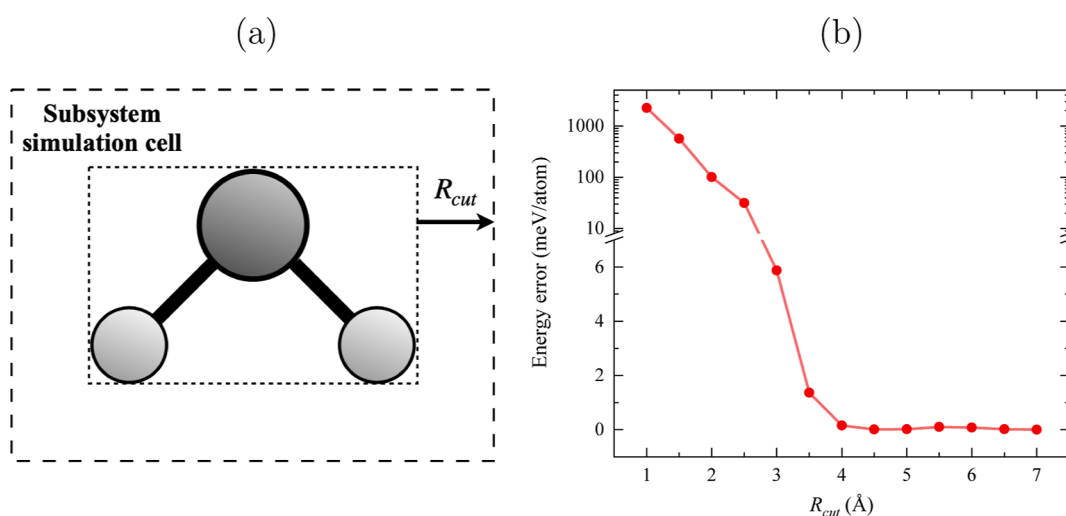 (a)
(b)
Subsystem
simulation cell
R_cut
Energy error (meV/atom)
1000
100
10
6
4
2
0
1 2 3 4 5 6 7
R_cut (Å)